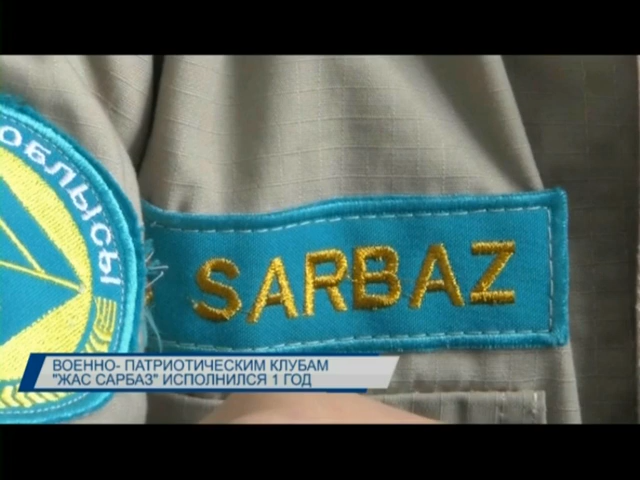 облысы
SARBAZ
ВОЕННО- ПАТРИОТИЧЕСКИМ КЛУБАМ
"ЖАС САРБАЗ" ИСПОЛНИЛСЯ 1 ГОД